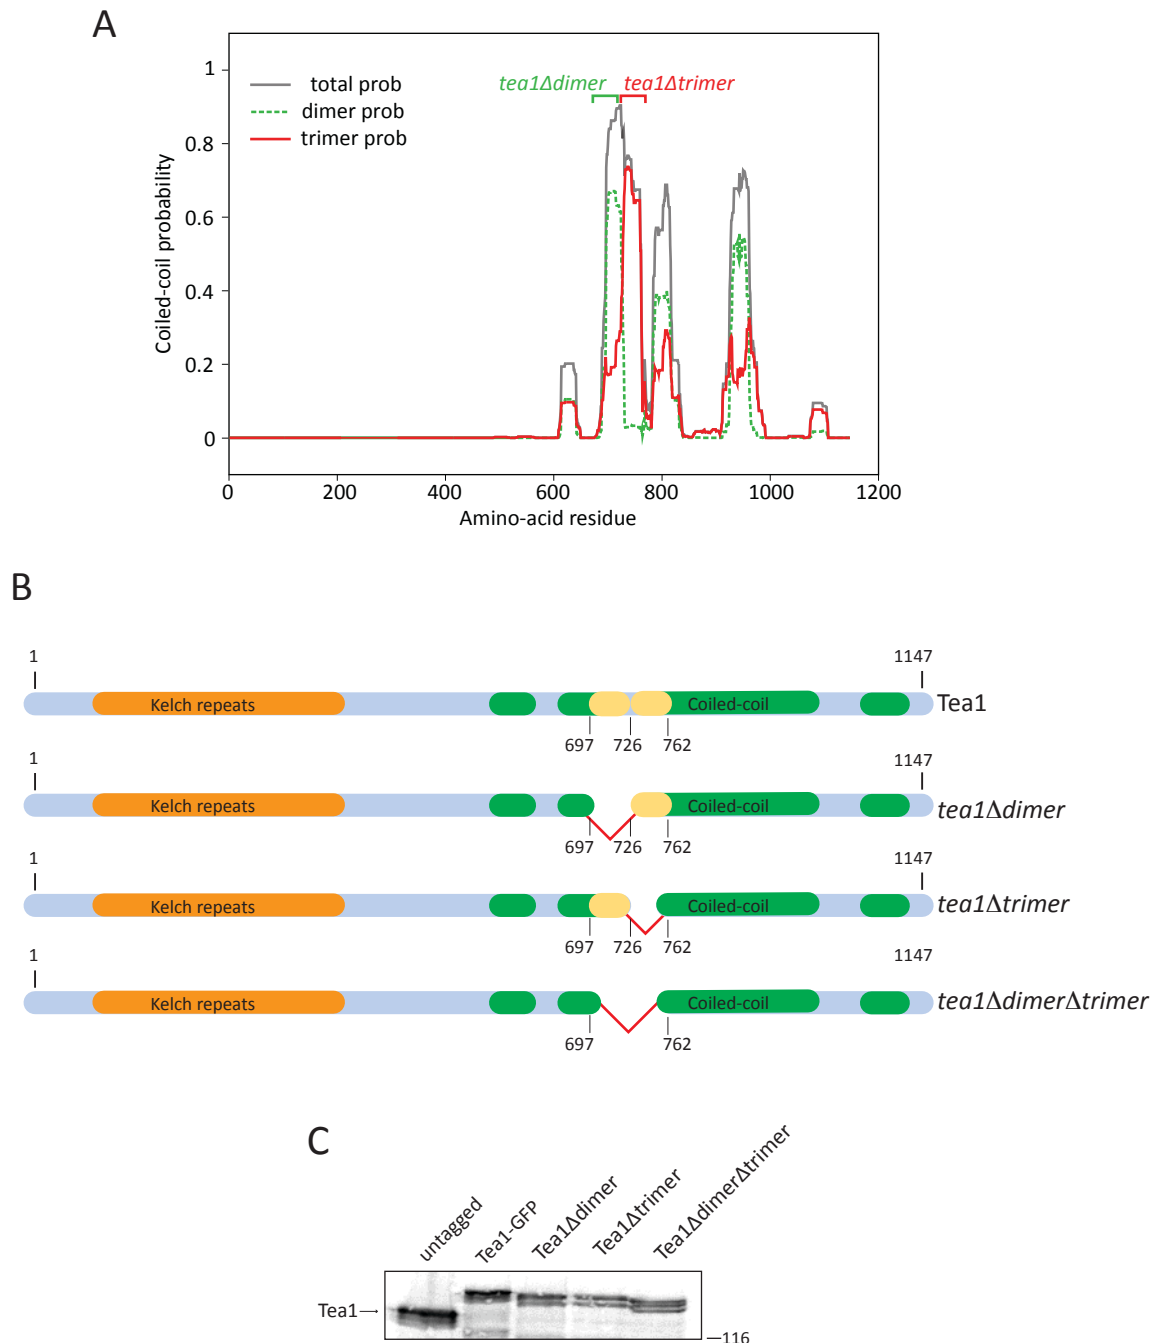 A
1
0.8
0.6
0.4
0.2
0
total prob
dimer prob
trimer prob
tea1Δdimer tea1Δtrimer
Coiled-coil probability
0 200 400 600 800 1000 1200
Amino-acid residue
B
1 1147
Kelch repeats Coiled-coil Tea1
697 726 762
1 1147
Kelch repeats Coiled-coil tea1Δdimer
697 726 762
1 1147
Kelch repeats Coiled-coil tea1Δtrimer
697 726 762
1 1147
Kelch repeats Coiled-coil tea1ΔdimerΔtrimer
697 762
C
untagged
Tea1-GFP
Tea1Δdimer
Tea1Δtrimer
Tea1ΔdimerΔtrimer
Tea1→
—116